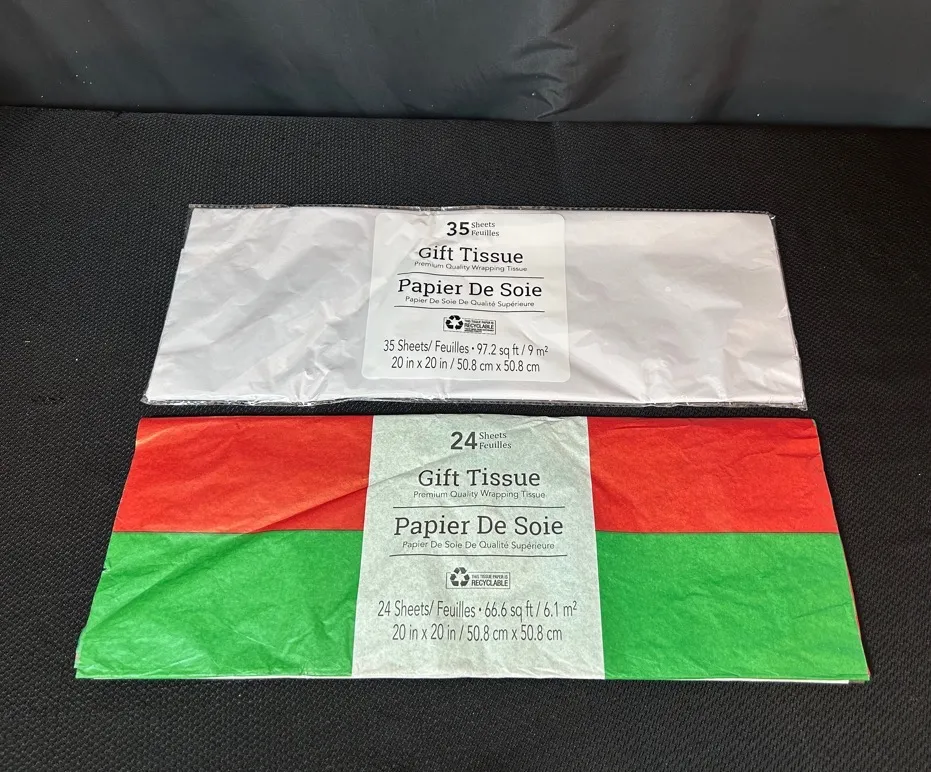 35 Sheets
Feuilles
Gift Tissue
Premium Quality Wrapping Tissue
Papier De Soie
Papier De Soie De Qualité Supérieure
THIS TISSUE PAPER IS
RECYCLABLE
35 Sheets/ Feuilles • 97.2 sq ft / 9 m²
20 in x 20 in / 50.8 cm x 50.8 cm
24 Sheets
Feuilles
Gift Tissue
Premium Quality Wrapping Tissue
Papier De Soie
Papier De Soie De Qualité Supérieure
THIS TISSUE PAPER IS
RECYCLABLE
24 Sheets/ Feuilles • 66.6 sq ft / 6.1 m²
20 in x 20 in / 50.8 cm x 50.8 cm